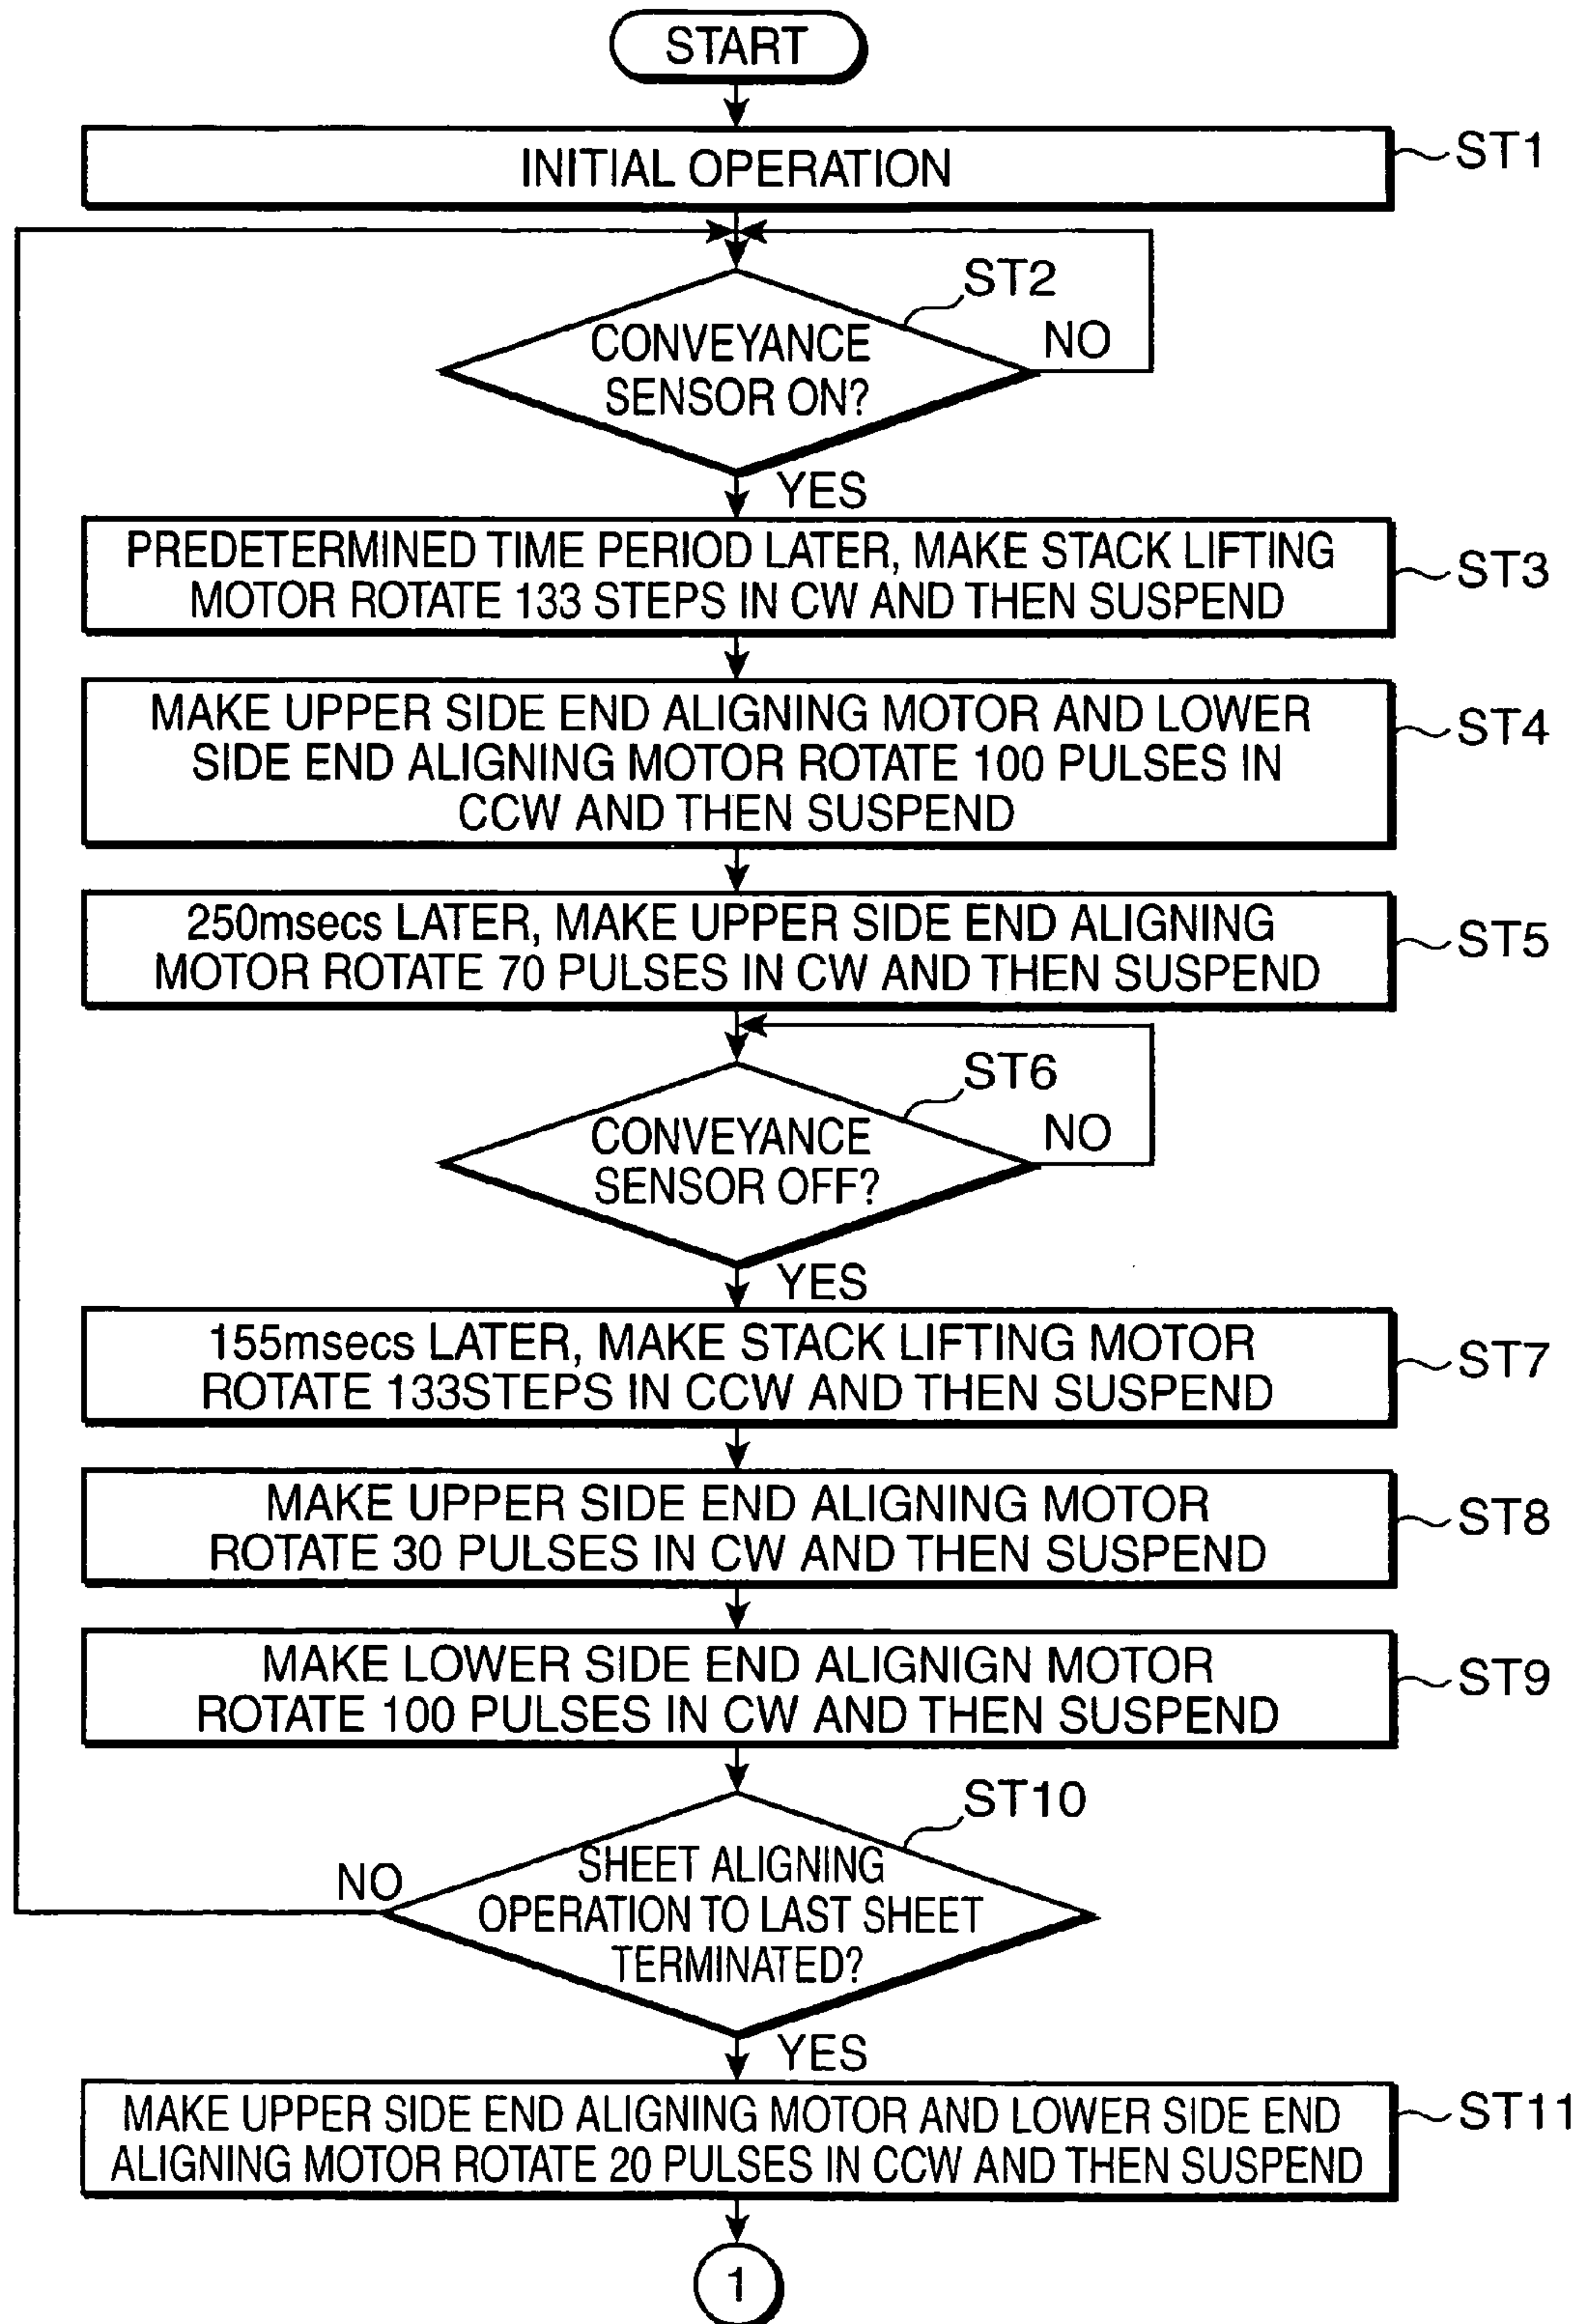 START
INITIAL OPERATION
ST1
ST2
CONVEYANCE
SENSOR ON?
NO
YES
PREDETERMINED TIME PERIOD LATER, MAKE STACK LIFTING
MOTOR ROTATE 133 STEPS IN CW AND THEN SUSPEND
ST3
MAKE UPPER SIDE END ALIGNING MOTOR AND LOWER
SIDE END ALIGNING MOTOR ROTATE 100 PULSES IN
CCW AND THEN SUSPEND
ST4
250msecs LATER, MAKE UPPER SIDE END ALIGNING
MOTOR ROTATE 70 PULSES IN CW AND THEN SUSPEND
ST5
ST6
CONVEYANCE
SENSOR OFF?
NO
YES
155msecs LATER, MAKE STACK LIFTING MOTOR
ROTATE 133STEPS IN CCW AND THEN SUSPEND
ST7
MAKE UPPER SIDE END ALIGNING MOTOR
ROTATE 30 PULSES IN CW AND THEN SUSPEND
ST8
MAKE LOWER SIDE END ALIGNIGN MOTOR
ROTATE 100 PULSES IN CW AND THEN SUSPEND
ST9
ST10
SHEET ALIGNING
OPERATION TO LAST SHEET
TERMINATED?
NO
YES
MAKE UPPER SIDE END ALIGNING MOTOR AND LOWER SIDE END
ALIGNING MOTOR ROTATE 20 PULSES IN CCW AND THEN SUSPEND
ST11
1